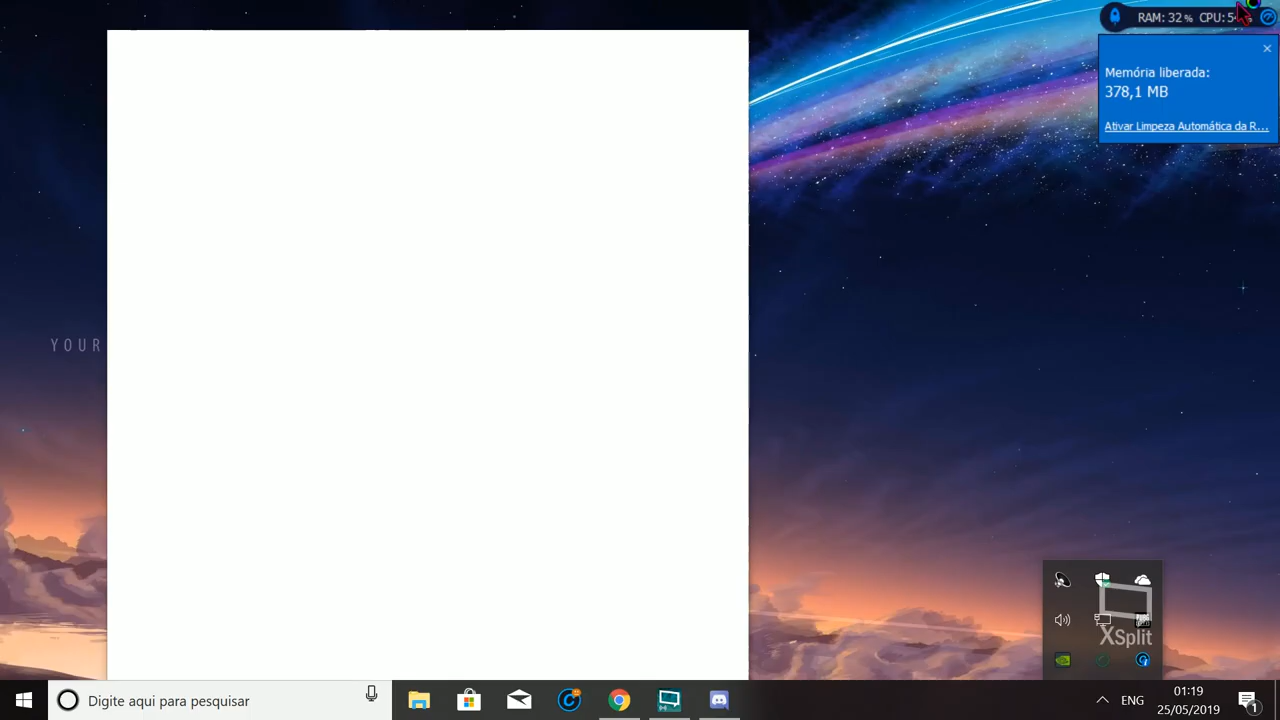 RAM: 32% CPU: 5
Memória liberada:
378,1 MB
Ativar Limpeza Automática da R...
YOUR
XSplit
Digite aqui para pesquisar
ENG
01:19
25/05/2019
1